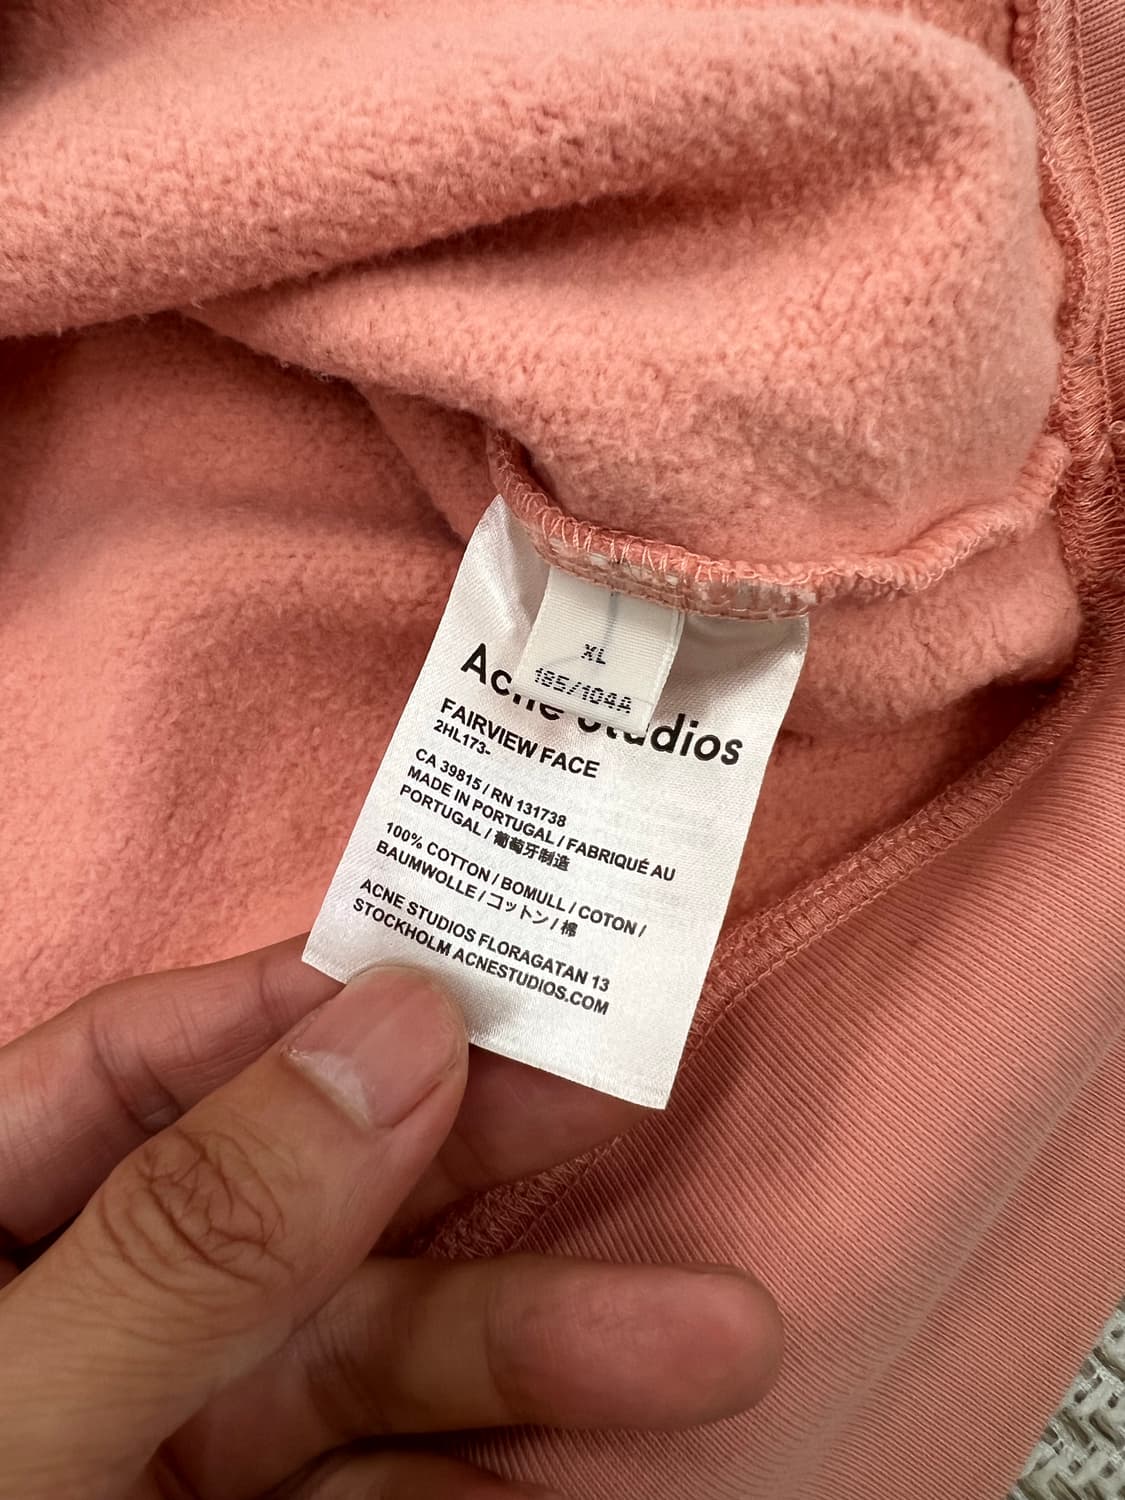 XL
185/104A
Acne Studios
FAIRVIEW FACE
2HL173-
CA 39815 / RN 131738
MADE IN PORTUGAL / FABRIQUÉ AU
PORTUGAL / 葡萄牙制造
100% COTTON / BOMULL / COTON /
BAUMWOLLE / コットン / 棉
ACNE STUDIOS FLORAGATAN 13
STOCKHOLM ACNESTUDIOS.COM